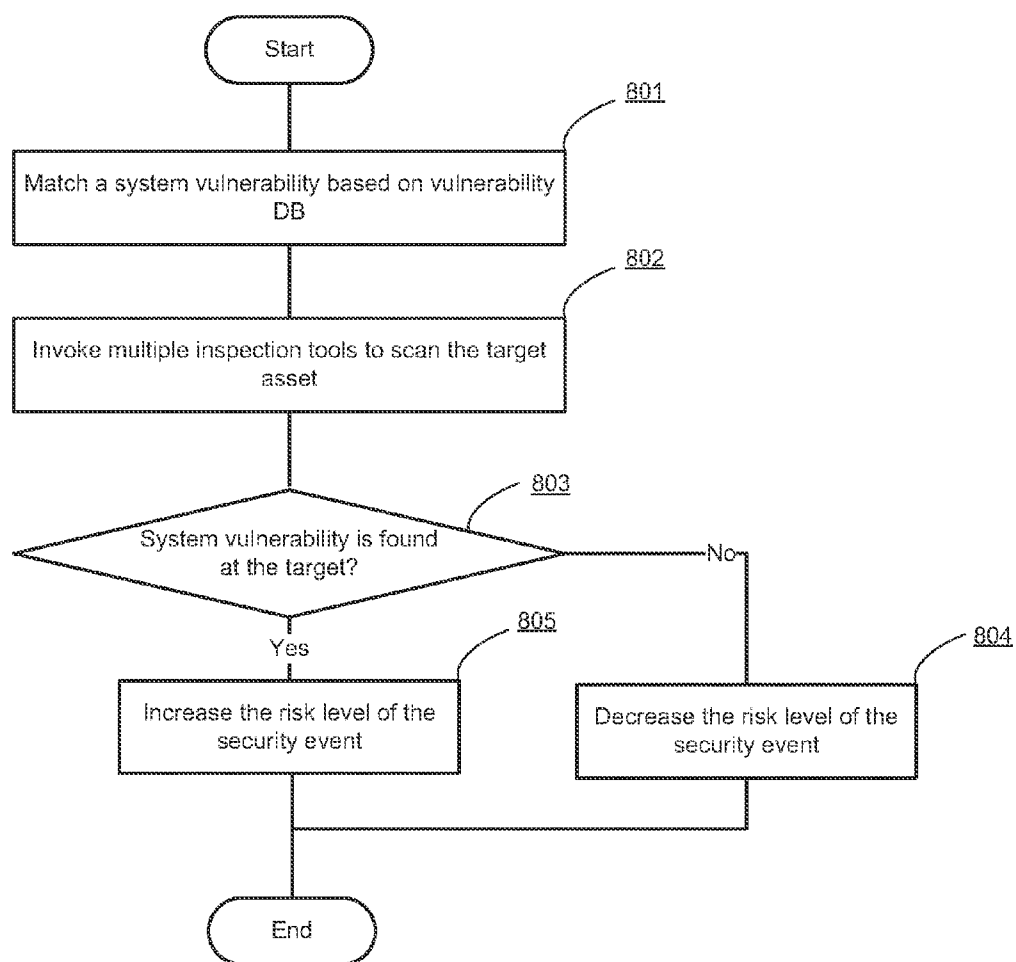 Start
801
Match a system vulnerability based on vulnerability
DB
802
Invoke multiple inspection tools to scan the target
asset
803
System vulnerability is found
at the target?
No
Yes
805
804
Increase the risk level of the
security event
Decrease the risk level of the
security event
End